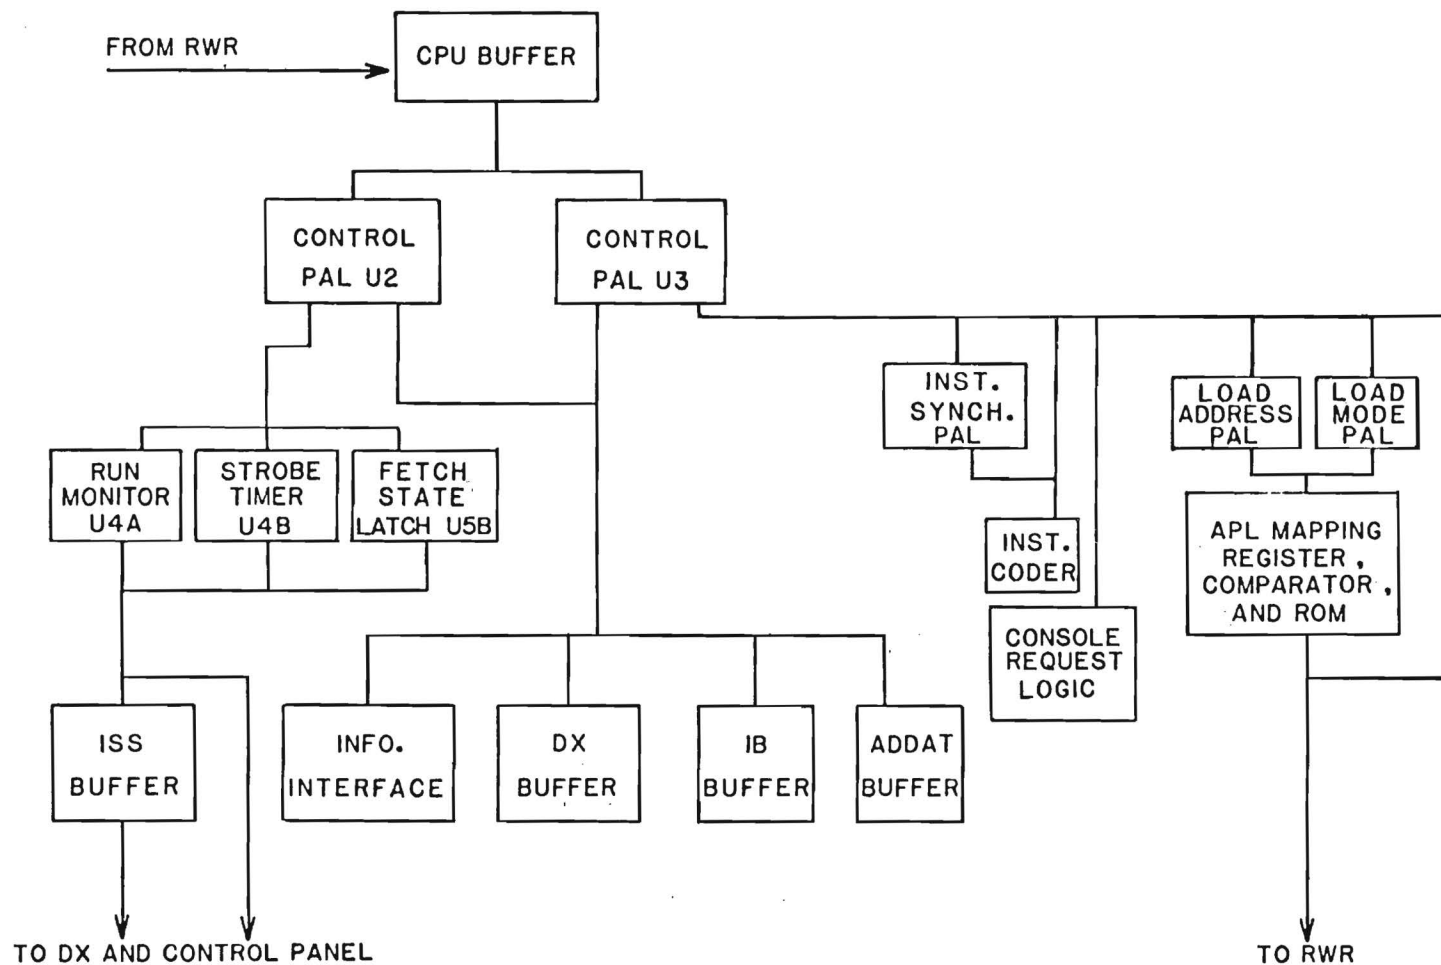 FROM RWR
CPU BUFFER
CONTROL
PAL U2
CONTROL
PAL U3
INST.
SYNCH.
PAL
LOAD
ADDRESS
PAL
LOAD
MODE
PAL
RUN
MONITOR
U4A
STROBE
TIMER
U4B
FETCH
STATE
LATCH U5B
INST.
CODER
APL MAPPING
REGISTER,
COMPARATOR,
AND ROM
CONSOLE
REQUEST
LOGIC
ISS
BUFFER
INFO.
INTERFACE
DX
BUFFER
IB
BUFFER
ADDAT
BUFFER
TO DX AND CONTROL PANEL
TO RWR